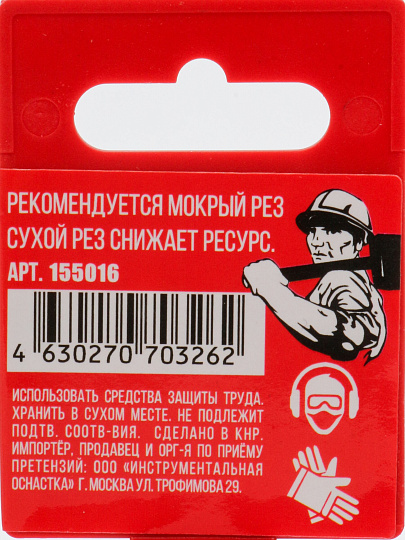 РЕКОМЕНДУЕТСЯ МОКРЫЙ РЕЗ
СУХОЙ РЕЗ СНИЖАЕТ РЕСУРС.
АРТ. 155016
4 630270 703262
ИСПОЛЬЗОВАТЬ СРЕДСТВА ЗАЩИТЫ ТРУДА.
ХРАНИТЬ В СУХОМ МЕСТЕ. НЕ ПОДЛЕЖИТ
ПОДТВ. СООТВ-ВИЯ. СДЕЛАНО В КНР.
ИМПОРТЁР, ПРОДАВЕЦ И ОРГ-Я ПО ПРИЁМУ
ПРЕТЕНЗИЙ: ООО «ИНСТРУМЕНТАЛЬНАЯ
ОСНАСТКА» Г. МОСКВА УЛ. ТРОФИМОВА 29.